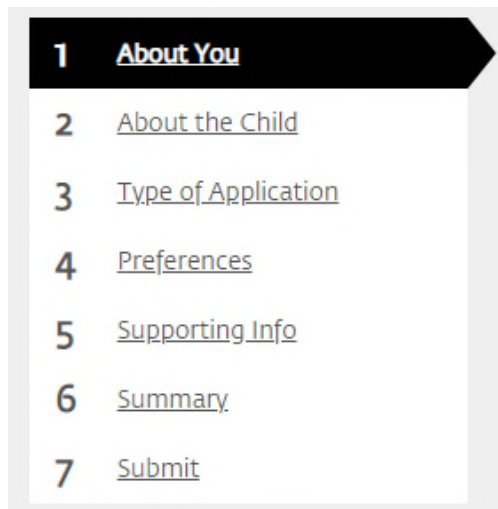 1 About You
2 About the Child
3 Type of Application
4 Preferences
5 Supporting Info
6 Summary
7 Submit